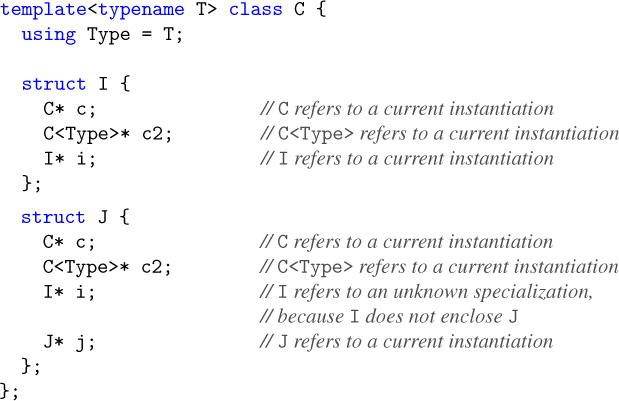 template<typename T> class C {
using Type = T;
struct I {
C* c; // C refers to a current instantiation
C<Type>* c2; // C<Type> refers to a current instantiation
I* i; // I refers to a current instantiation
};
struct J {
C* c; // C refers to a current instantiation
C<Type>* c2; // C<Type> refers to a current instantiation
I* i; // I refers to an unknown specialization,
// because I does not enclose J
J* j; // J refers to a current instantiation
};
};